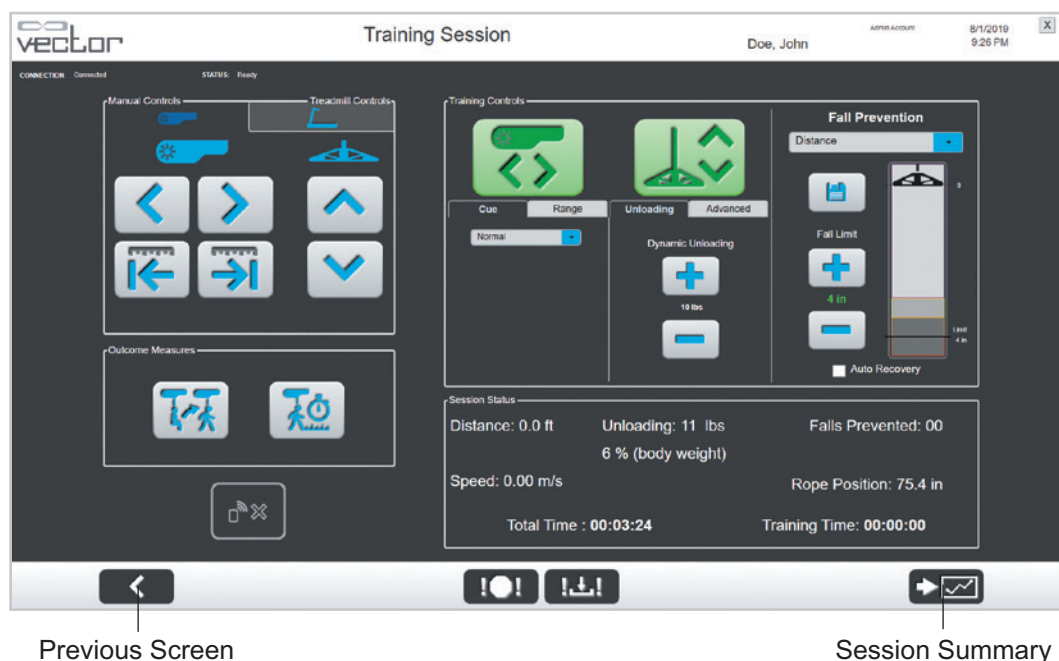 vector
Training Session
Doe, John
Admin Account
8/1/2019
9:26 PM
X
CONNECTION: Connected
STATUS: Ready
Manual Controls
Treadmill Controls
Training Controls
Cue
Range
Normal
Unloading
Advanced
Dynamic Unloading
10 lbs
Fall Prevention
Distance
0
Fall Limit
4 in
Limit
4 in
Auto Recovery
Outcome Measures
Session Status
Distance: 0.0 ft
Unloading: 11 lbs
Falls Prevented: 00
6 % (body weight)
Speed: 0.00 m/s
Rope Position: 75.4 in
Total Time : 00:03:24
Training Time: 00:00:00
Previous Screen
Session Summary